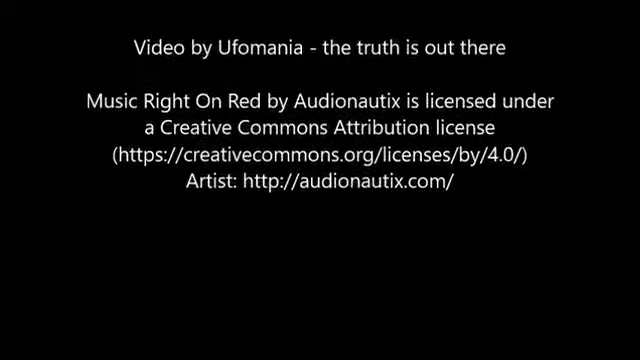 Video by Ufomania - the truth is out there
Music Right On Red by Audionautix is licensed under
a Creative Commons Attribution license
(https://creativecommons.org/licenses/by/4.0/)
Artist: http://audionautix.com/